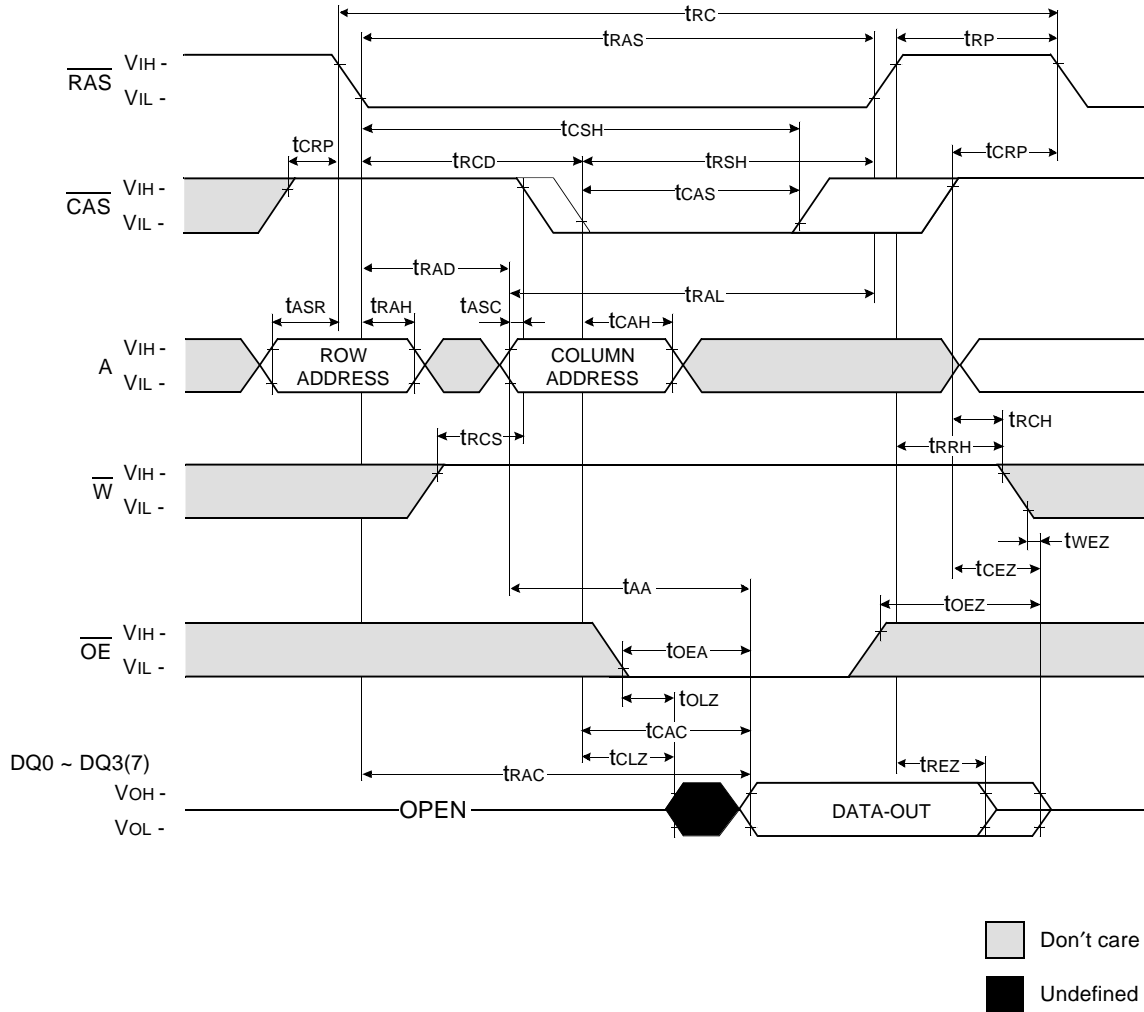 tRC
tRAS
tRP
RAS
VIH -
VIL -
tCSH
tCRP
tRCD
tRSH
tCRP
CAS
VIH -
VIL -
tCAS
tRAD
tRAL
tASR
tRAH
tASC
tCAH
A
VIH -
VIL -
ROW
ADDRESS
COLUMN
ADDRESS
tRCH
tRCS
tRRH
W
VIH -
VIL -
tWEZ
tCEZ
tAA
tOEZ
OE
VIH -
VIL -
tOEA
tOLZ
tCAC
DQ0 ~ DQ3(7)
tCLZ
tRAC
tREZ
VOH -
VOL -
OPEN
DATA-OUT
Don′t care
Undefined